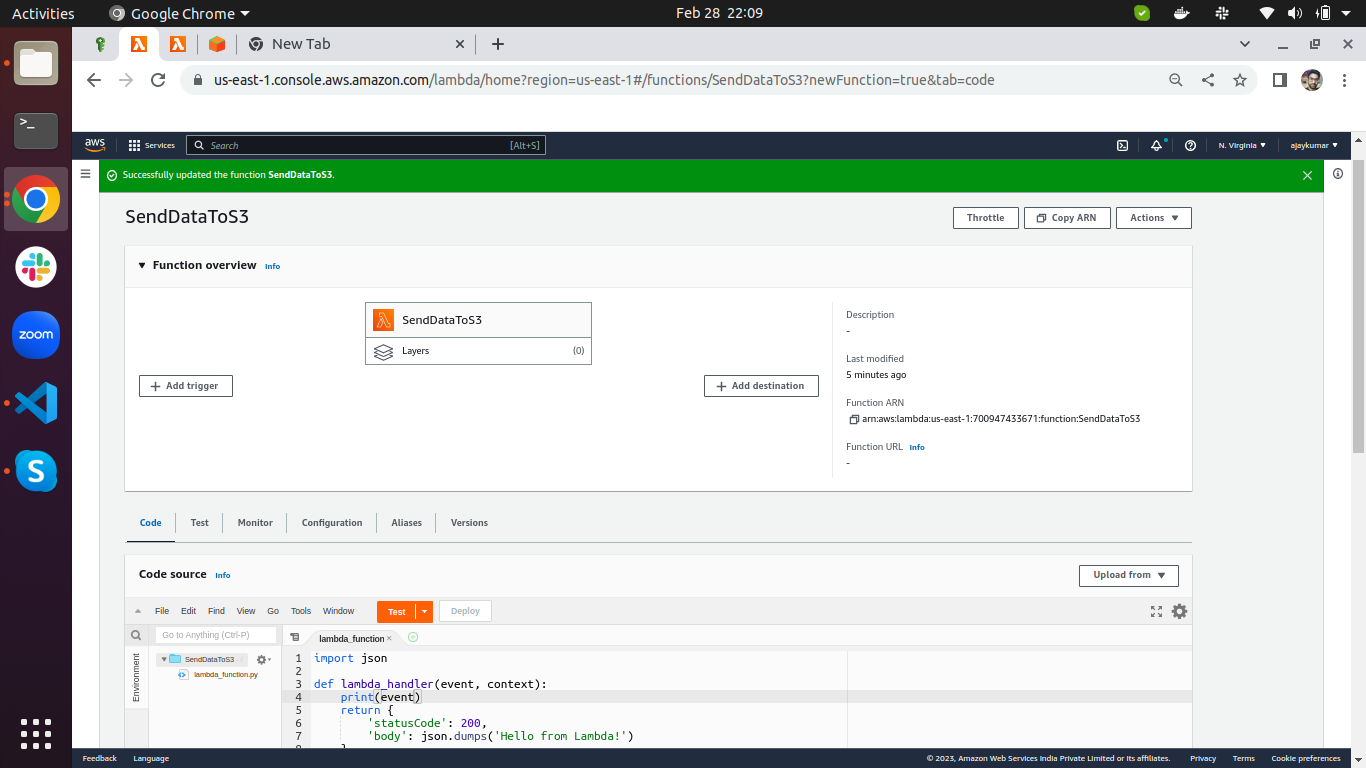 Activities
Google Chrome
Feb 28 22:09
New Tab
us-east-1.console.aws.amazon.com/lambda/home?region=us-east-1#/functions/SendDataToS3?newFunction=true&tab=code
aws
Services
Search
[Alt+S]
N. Virginia
ajaykumar
Successfully updated the function SendDataToS3.
SendDataToS3
Throttle
Copy ARN
Actions
Function overview Info
SendDataToS3
Layers
(0)
Add trigger
Add destination
Description
-
Last modified
5 minutes ago
Function ARN
arn:aws:lambda:us-east-1:700947433671:function:SendDataToS3
Function URL Info
-
zoom
S
Code
Test
Monitor
Configuration
Aliases
Versions
Code source Info
Upload from
File
Edit
Find
View
Go
Tools
Window
Test
Deploy
Go to Anything (Ctrl-P)
lambda_function
Environment
SendDataToS3
lambda_function.py
1 import json
2
3 def lambda_handler(event, context):
4 print(event)
5 return {
6 'statusCode': 200,
7 'body': json.dumps('Hello from Lambda!')
8 }
Feedback
Language
© 2023, Amazon Web Services India Private Limited or its affiliates.
Privacy
Terms
Cookie preferences